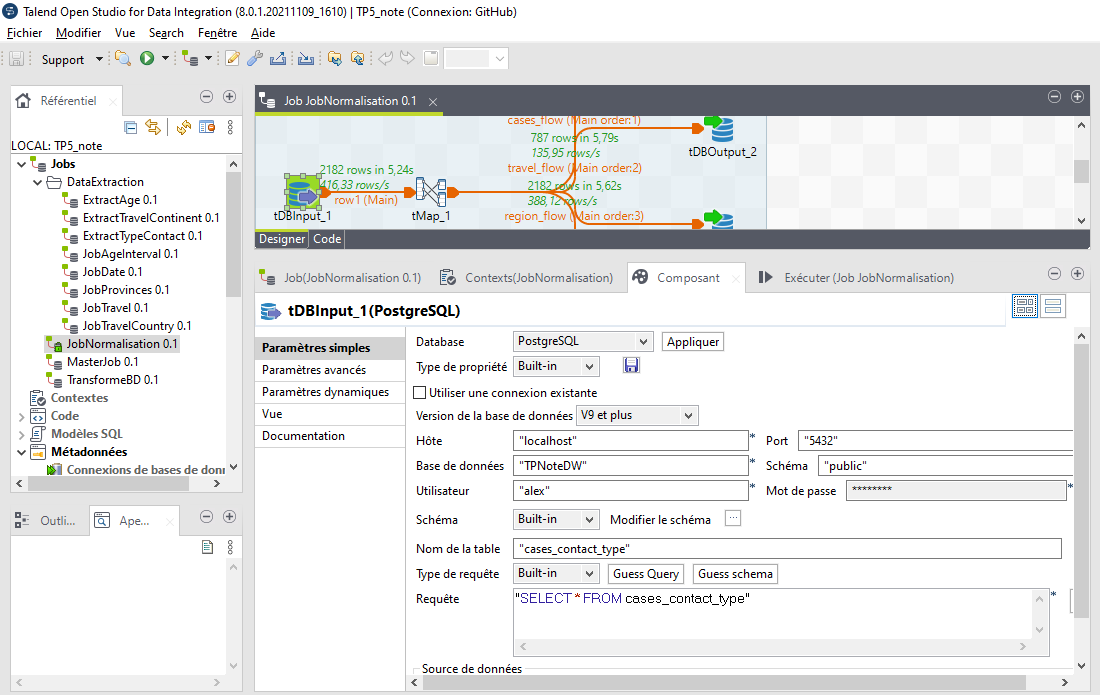 Talend Open Studio for Data Integration (8.0.1.20211109_1610) | TP5_note (Connexion: GitHub)
Fichier Modifier Vue Search Fenêtre Aide
Support
Référentiel
LOCAL: TP5_note
Jobs
DataExtraction
ExtractAge 0.1
ExtractTravelContinent 0.1
ExtractTypeContact 0.1
JobAgeInterval 0.1
JobDate 0.1
JobProvinces 0.1
JobTravel 0.1
JobTravelCountry 0.1
JobNormalisation 0.1
MasterJob 0.1
TransformeBD 0.1
Contextes
Code
Modèles SQL
Métadonnées
Connexions de bases de donn
Outli...
Ape...
Job JobNormalisation 0.1
cases_flow (Main order:1)
787 rows in 5,79s
135,95 rows/s
tDBOutput_2
travel_flow (Main order:2)
2182 rows in 5,24s
416,33 rows/s
row1 (Main)
2182 rows in 5,62s
388,12 rows/s
tDBInput_1
tMap_1
region_flow (Main order:3)
Designer Code
Job(JobNormalisation 0.1)
Contexts(JobNormalisation)
Composant
Exécuter (Job JobNormalisation)
tDBInput_1(PostgreSQL)
Paramètres simples
Paramètres avancés
Paramètres dynamiques
Vue
Documentation
Database PostgreSQL Appliquer
Type de propriété Built-in
Utiliser une connexion existante
Version de la base de données V9 et plus
Hôte "localhost" * Port "5432"
Base de données "TPNoteDW" * Schéma "public"
Utilisateur "alex" * Mot de passe ******** *
Schéma Built-in Modifier le schéma ...
Nom de la table "cases_contact_type"
Type de requête Built-in Guess Query Guess schema
Requête "SELECT * FROM cases_contact_type" *
Source de données